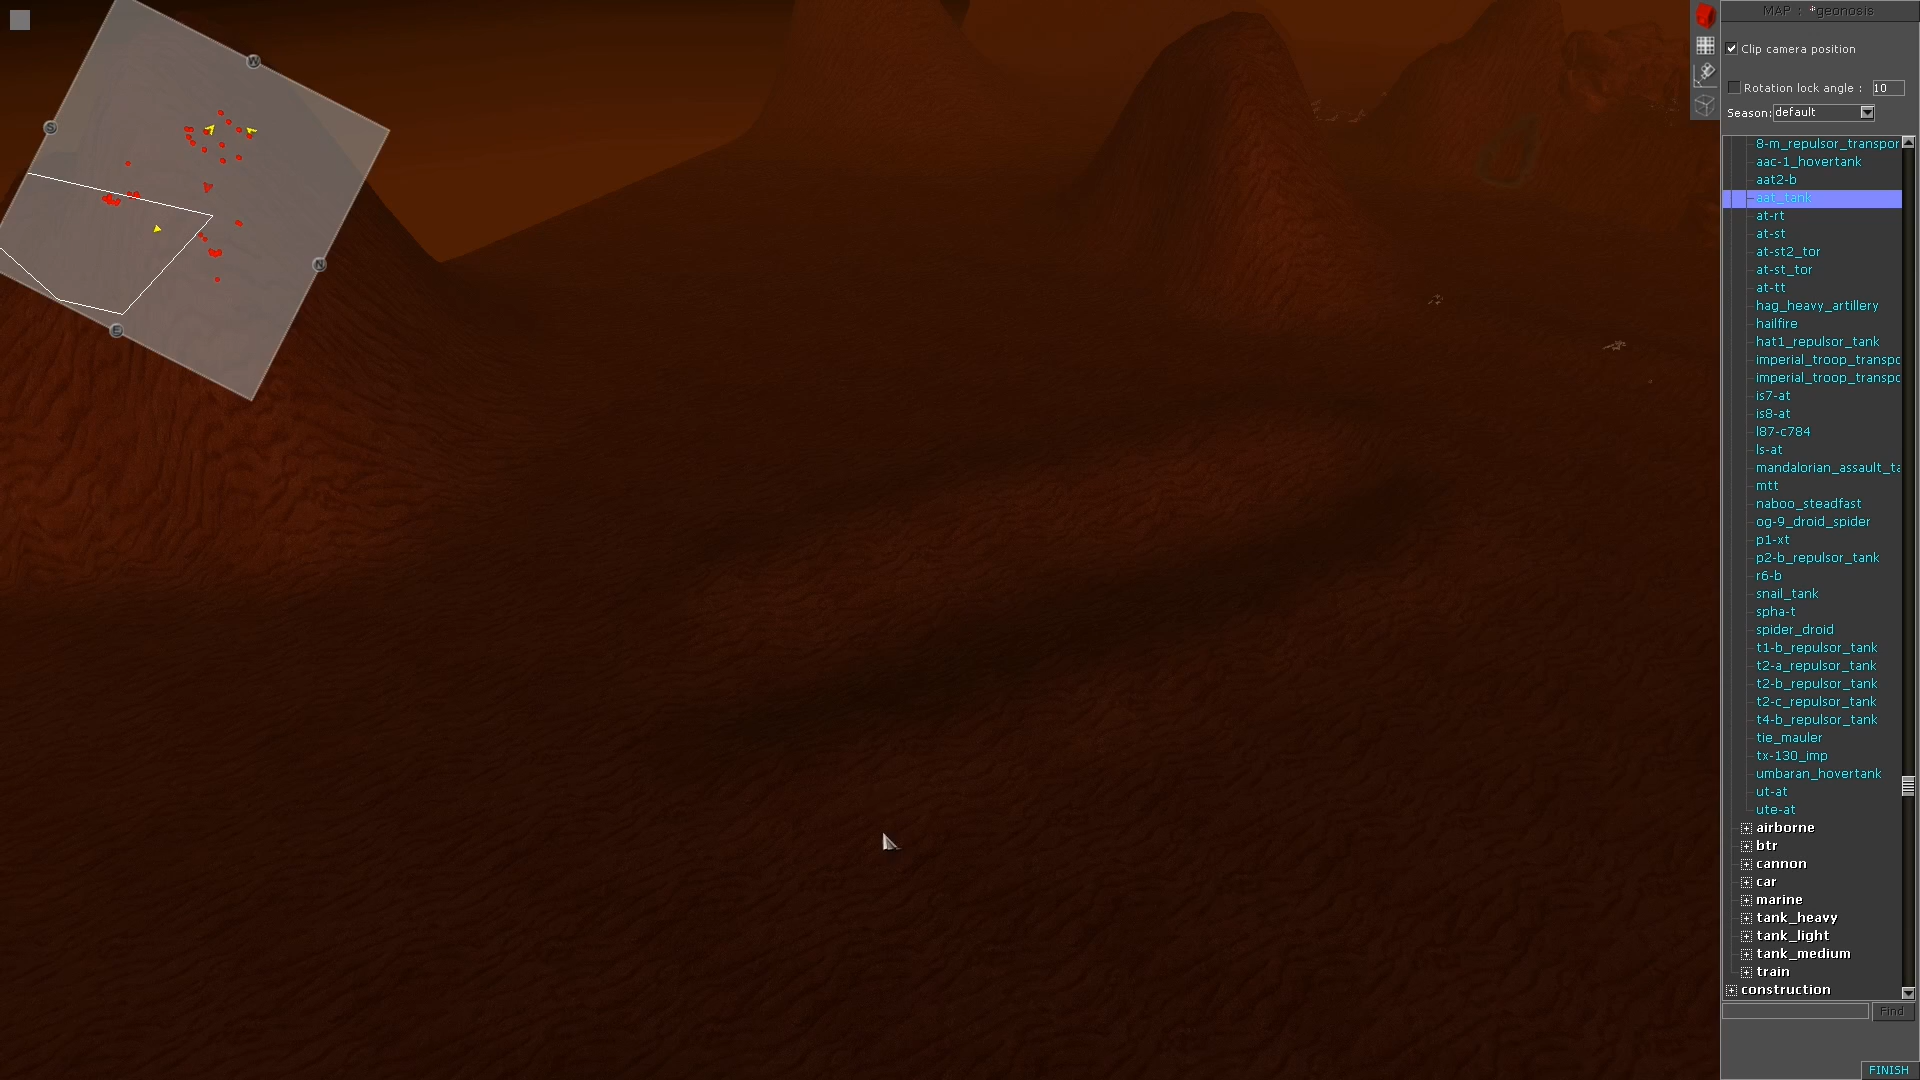 W
S
N
E
MAP : *geonosis
Clip camera position
Rotation lock angle : 10
Season: default
8-m_repulsor_transpor
aac-1_hovertank
aat2-b
aat_tank
at-rt
at-st
at-st2_tor
at-st_tor
at-tt
hag_heavy_artillery
hailfire
hat1_repulsor_tank
imperial_troop_transpo
imperial_troop_transpo
is7-at
is8-at
l87-c784
ls-at
mandalorian_assault_ta
mtt
naboo_steadfast
og-9_droid_spider
p1-xt
p2-b_repulsor_tank
r6-b
snail_tank
spha-t
spider_droid
t1-b_repulsor_tank
t2-a_repulsor_tank
t2-b_repulsor_tank
t2-c_repulsor_tank
t4-b_repulsor_tank
tie_mauler
tx-130_imp
umbaran_hovertank
ut-at
ute-at
airborne
btr
cannon
car
marine
tank_heavy
tank_light
tank_medium
train
construction
Find
FINISH